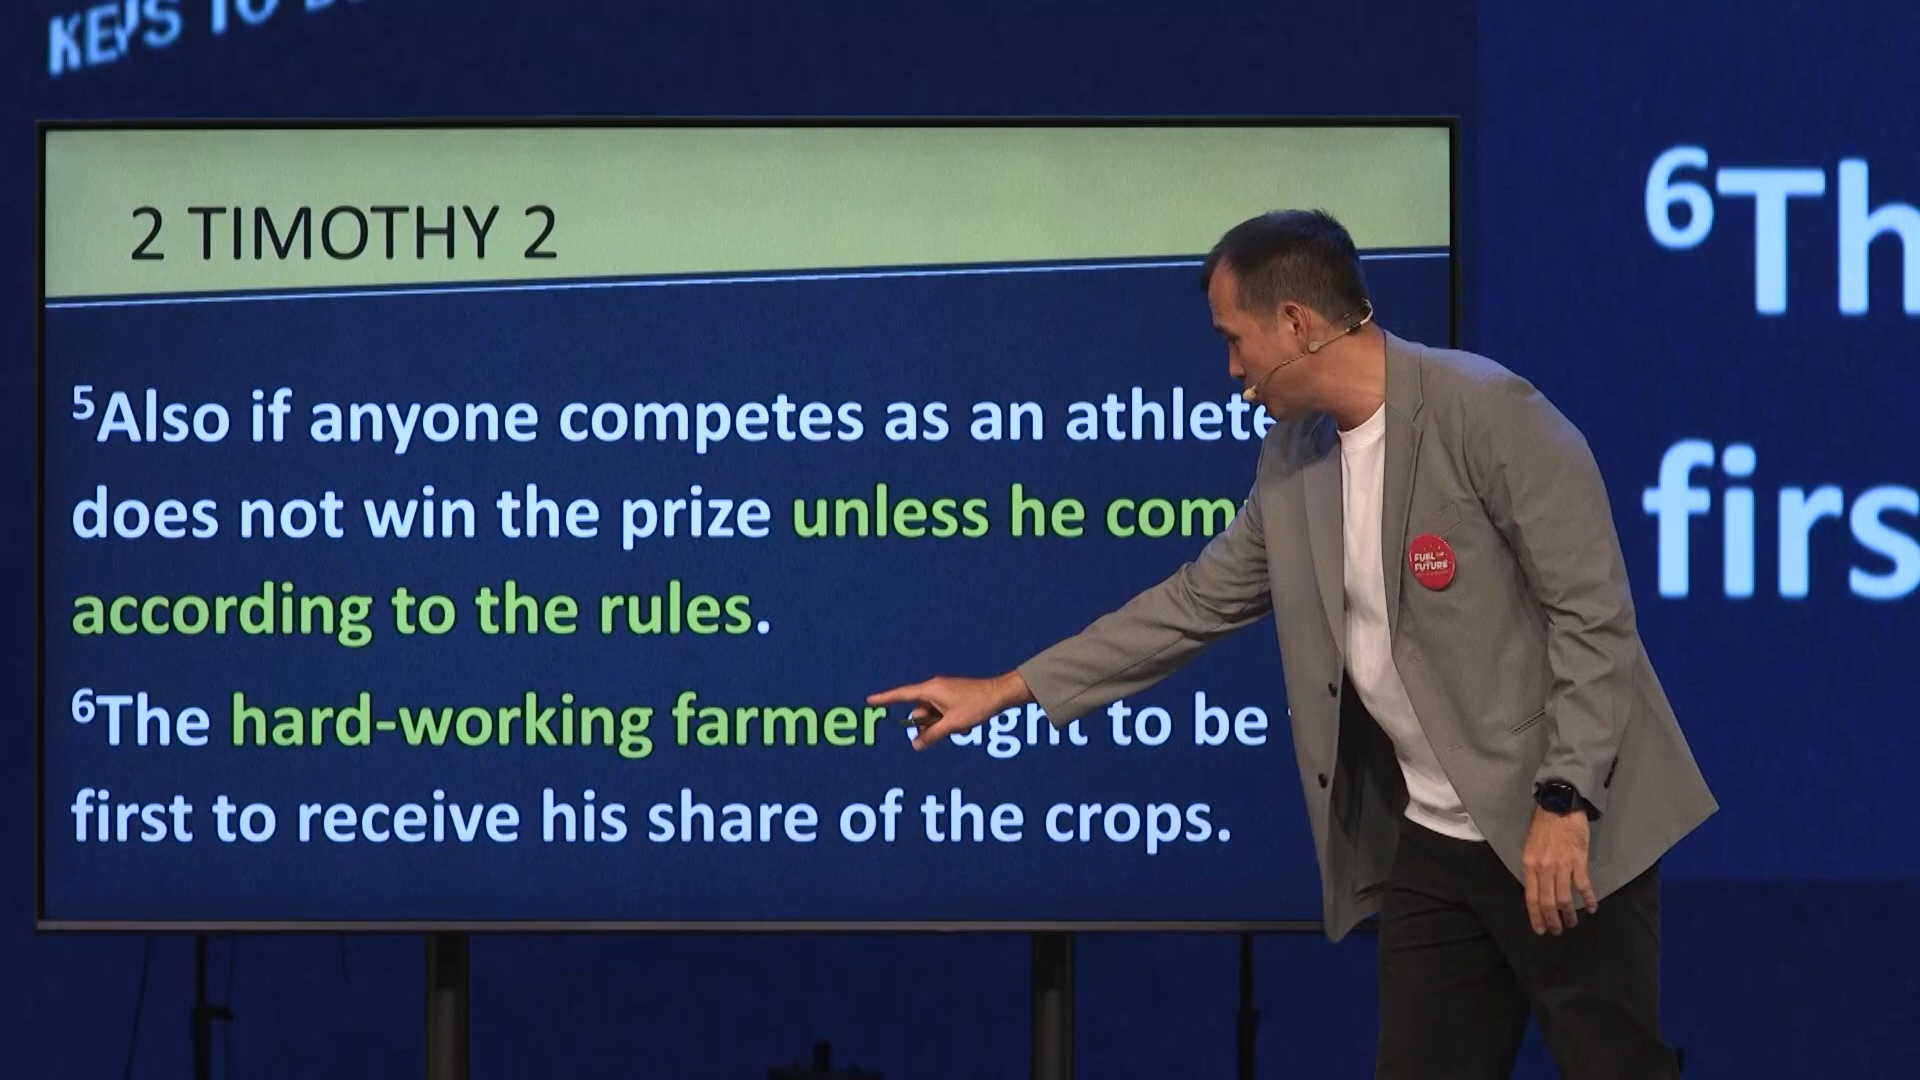 KEYS TO
2 TIMOTHY 2
⁵Also if anyone competes as an athlete
does not win the prize unless he com
according to the rules.
⁶The hard-working farmer to be
first to receive his share of the crops.
⁶Th
firs
FUEL
FUTURE